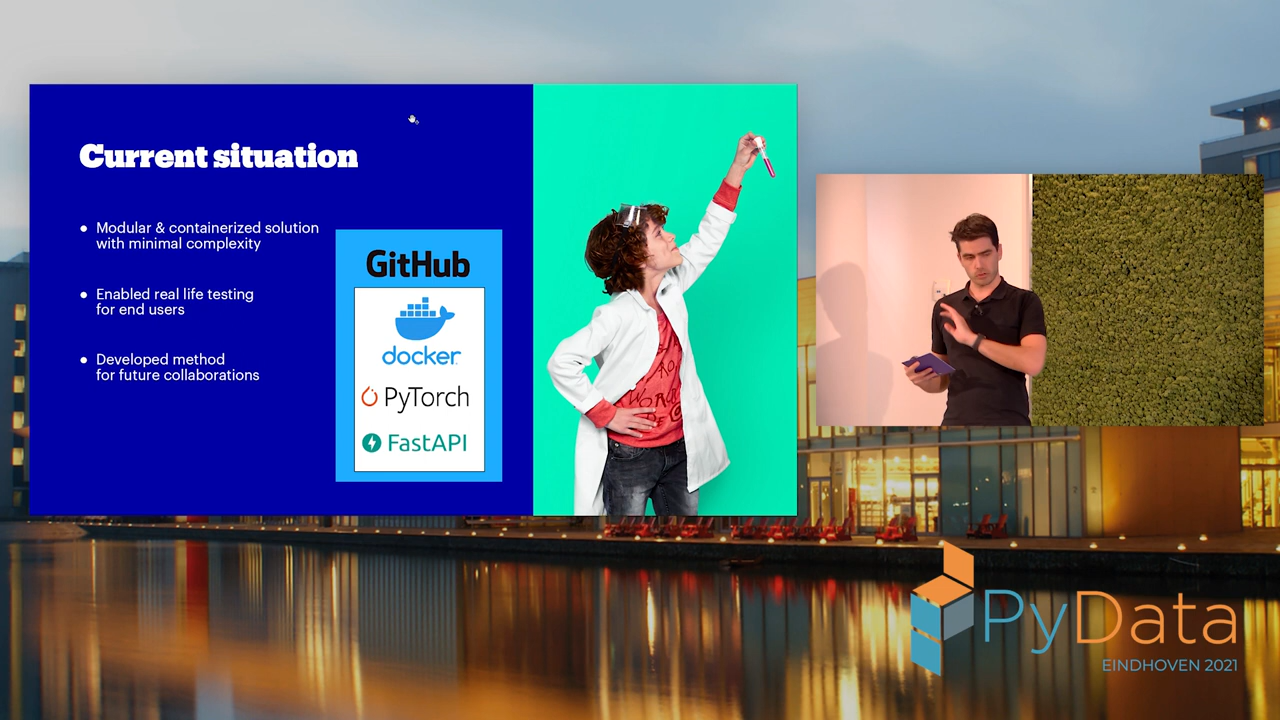 Current situation
Modular & containerized solution
with minimal complexity
Enabled real life testing
for end users
Developed method
for future collaborations
GitHub
docker
PyTorch
FastAPI
PyData
EINDHOVEN 2021